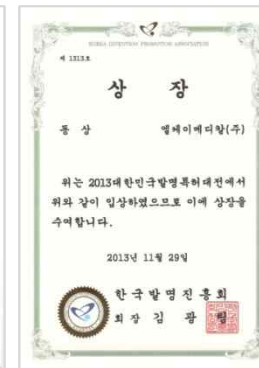 KOREA INVENTION PROMOTION ASSOCIATION
제 1313호
상 장
동 상 엘케이메디칼(주)
위는 2013대한민국발명특허대전에서
위와 같이 입상하였으므로 이에 상장을
수여합니다.
2013년 11월 29일
한국발명진흥회
회장 김 광 림